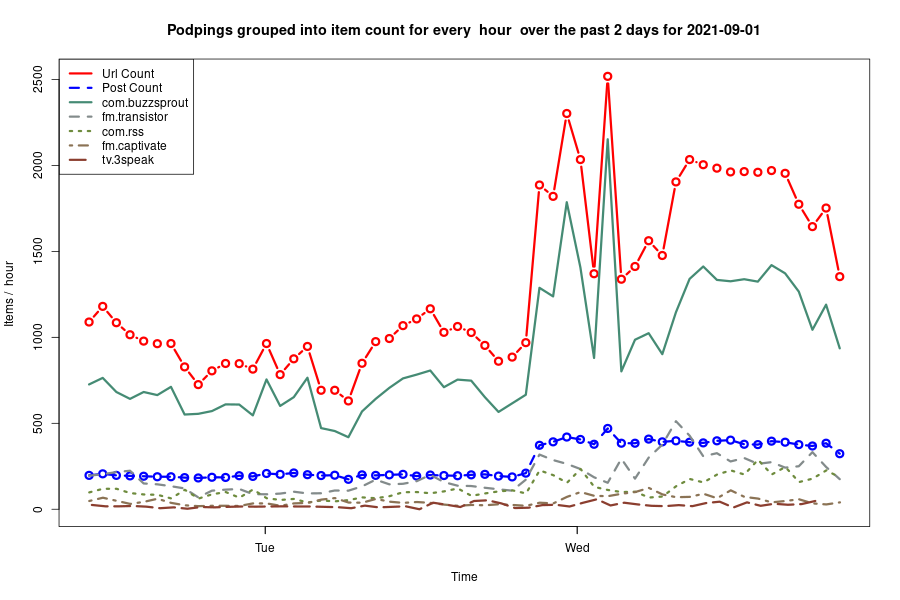 Podpings grouped into item count for every  hour  over the past 2 days for 2021-09-01
Url Count
Post Count
com.buzzsprout
fm.transistor
com.rss
fm.captivate
tv.3speak
2500
2000
1500
1000
500
0
Items /  hour
Tue
Wed
Time